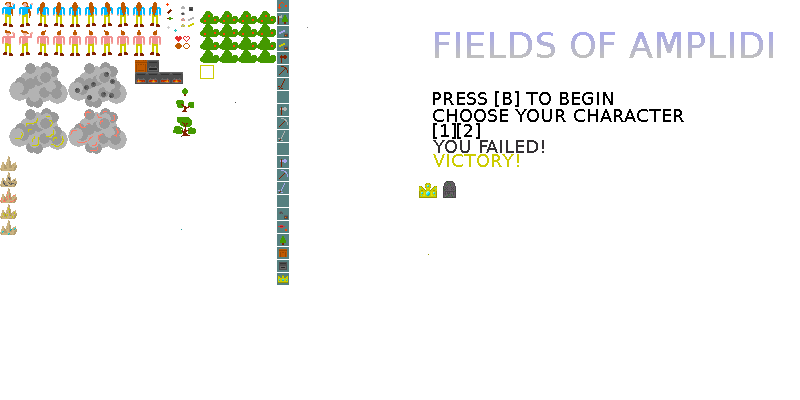 FIELDS OF AMPLIDI
PRESS [B] TO BEGIN
CHOOSE YOUR CHARACTER
[1][2]
YOU FAILED!
VICTORY!